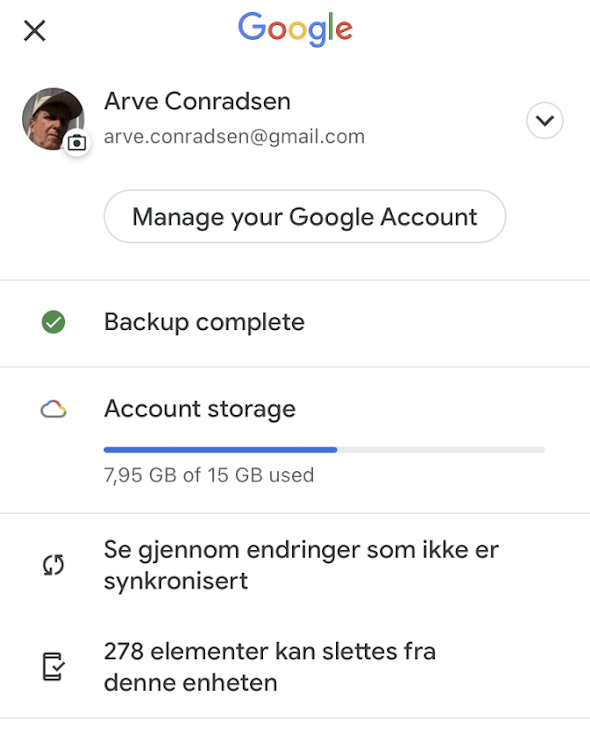 Google
Arve Conradsen
arve.conradsen@gmail.com
Manage your Google Account
Backup complete
Account storage
7,95 GB of 15 GB used
Se gjennom endringer som ikke er
synkronisert
278 elementer kan slettes fra
denne enheten